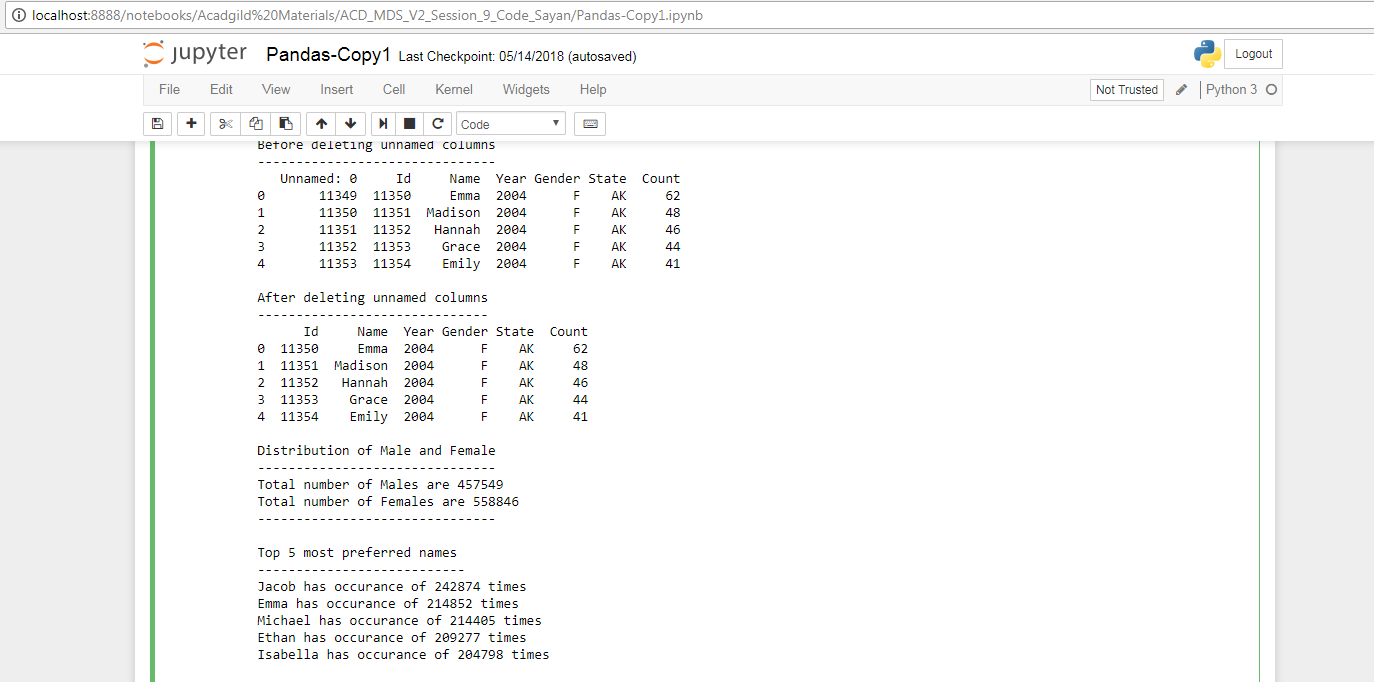 localhost:8888/notebooks/Acadgild%20Materials/ACD_MDS_V2_Session_9_Code_Sayan/Pandas-Copy1.ipynb
jupyter Pandas-Copy1 Last Checkpoint: 05/14/2018 (autosaved) Logout
File Edit View Insert Cell Kernel Widgets Help Not Trusted Python 3
Code
Before deleting unnamed columns
-------------------------------
Unnamed: 0 Id Name Year Gender State Count
0 11349 11350 Emma 2004 F AK 62
1 11350 11351 Madison 2004 F AK 48
2 11351 11352 Hannah 2004 F AK 46
3 11352 11353 Grace 2004 F AK 44
4 11353 11354 Emily 2004 F AK 41
After deleting unnamed columns
------------------------------
Id Name Year Gender State Count
0 11350 Emma 2004 F AK 62
1 11351 Madison 2004 F AK 48
2 11352 Hannah 2004 F AK 46
3 11353 Grace 2004 F AK 44
4 11354 Emily 2004 F AK 41
Distribution of Male and Female
-------------------------------
Total number of Males are 457549
Total number of Females are 558846
-------------------------------
Top 5 most preferred names
---------------------------
Jacob has occurance of 242874 times
Emma has occurance of 214852 times
Michael has occurance of 214405 times
Ethan has occurance of 209277 times
Isabella has occurance of 204798 times